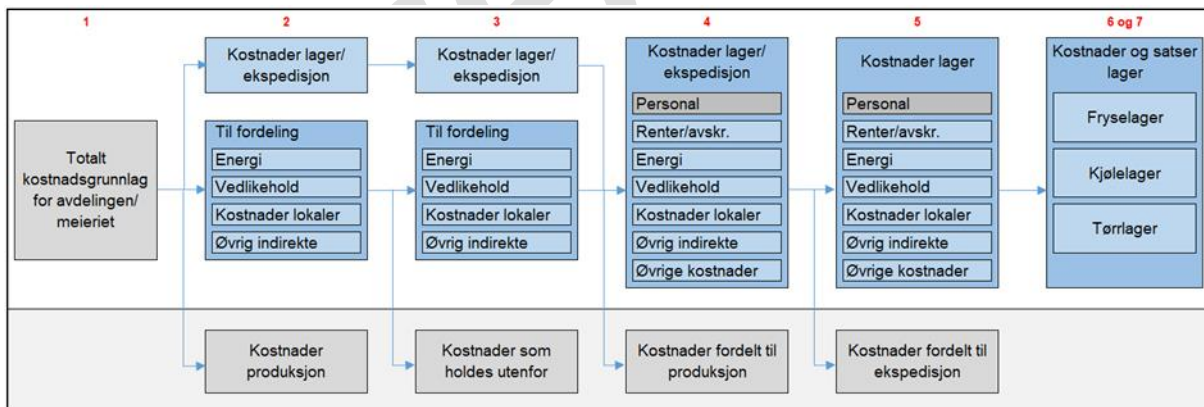 1
2
3
4
5
6 og 7
Totalt
kostnadsgrunnlag
for avdelingen/
meieriet
Kostnader lager/
ekspedisjon
Til fordeling
Energi
Vedlikehold
Kostnader lokaler
Øvrig indirekte
Kostnader
produksjon
Kostnader lager/
ekspedisjon
Til fordeling
Energi
Vedlikehold
Kostnader lokaler
Øvrig indirekte
Kostnader som
holdes utenfor
Kostnader lager/
ekspedisjon
Personal
Renter/avskr.
Energi
Vedlikehold
Kostnader lokaler
Øvrig indirekte
Øvrige kostnader
Kostnader fordelt til
produksjon
Kostnader lager
Personal
Renter/avskr.
Energi
Vedlikehold
Kostnader lokaler
Øvrig indirekte
Øvrige kostnader
Kostnader fordelt til
ekspedisjon
Kostnader og satser
lager
Fryselager
Kjølelager
Tørrlager